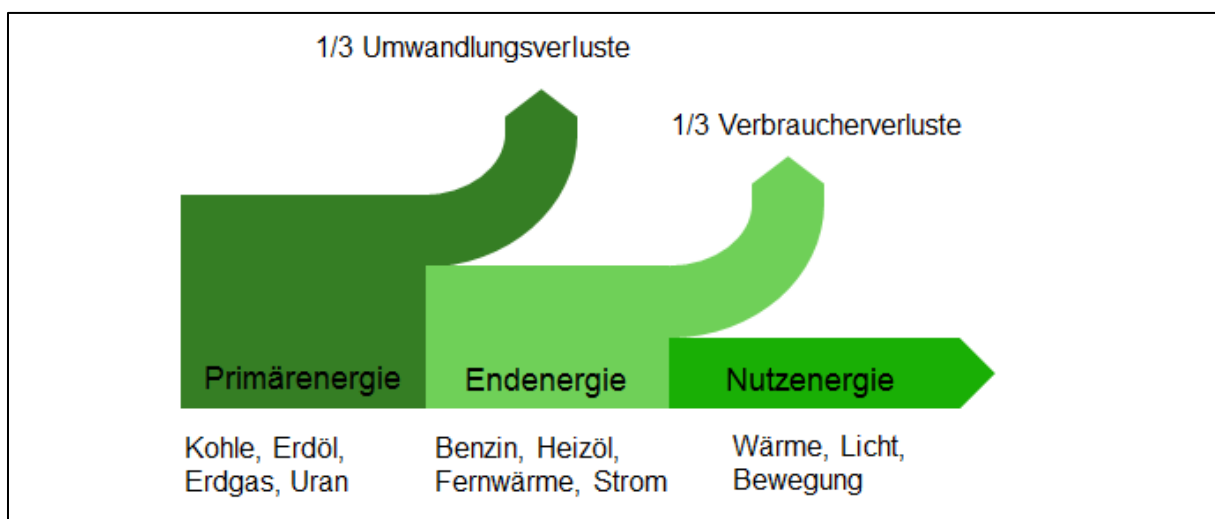 1/3 Umwandlungsverluste
1/3 Verbraucherverluste
Primärenergie
Endenergie
Nutzenergie
Kohle, Erdöl,
Erdgas, Uran
Benzin, Heizöl,
Fernwärme, Strom
Wärme, Licht,
Bewegung